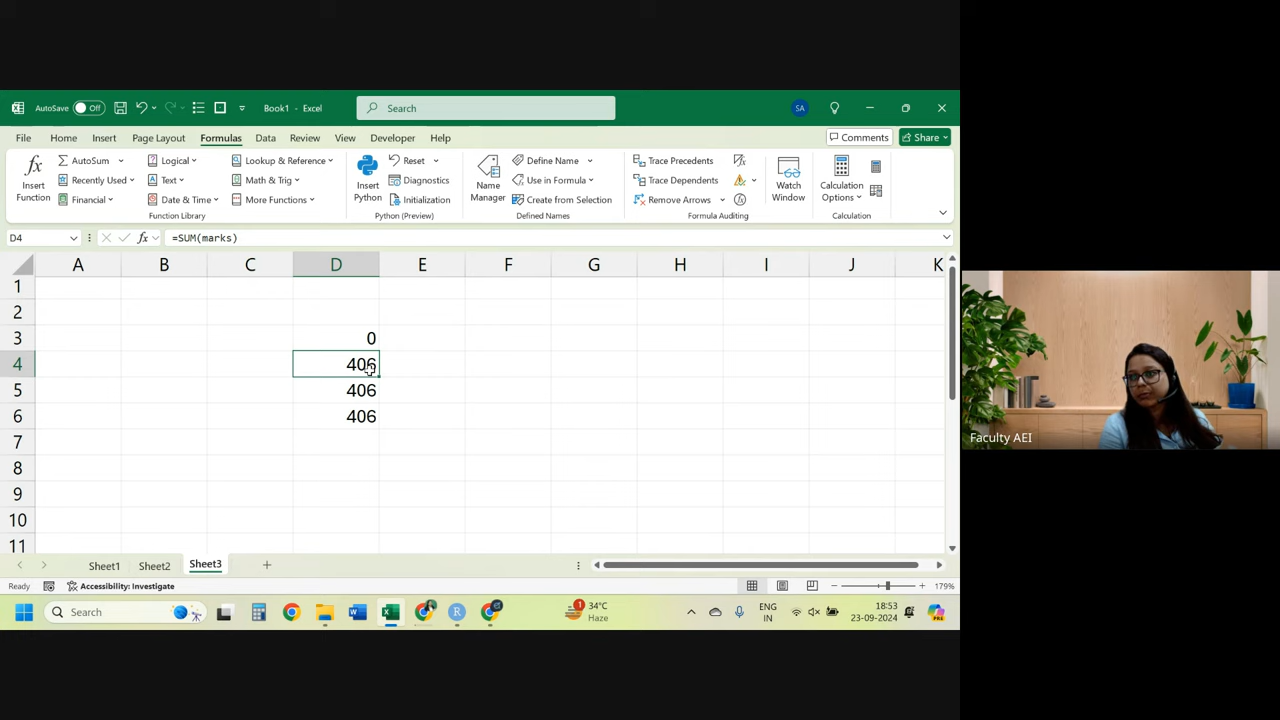 AutoSave Off Book1 - Excel Search SA
File Home Insert Page Layout Formulas Data Review View Developer Help Comments Share
Insert Function
AutoSum
Recently Used
Financial
Logical
Text
Date & Time
Lookup & Reference
Math & Trig
More Functions
Function Library
Insert Python
Reset
Diagnostics
Initialization
Python (Preview)
Name Manager
Define Name
Use in Formula
Create from Selection
Defined Names
Trace Precedents
Trace Dependents
Remove Arrows
Formula Auditing
Watch Window
Calculation Options
Calculation
D4 fx =SUM(marks)
A B C D E F G H I J K
1
2
3 0
4 406
5 406
6 406
7
8
9
10
11
Faculty AEI
Sheet1 Sheet2 Sheet3
Ready Accessibility: Investigate 179%
Search
34°C
Haze
ENG
IN
18:53
23-09-2024